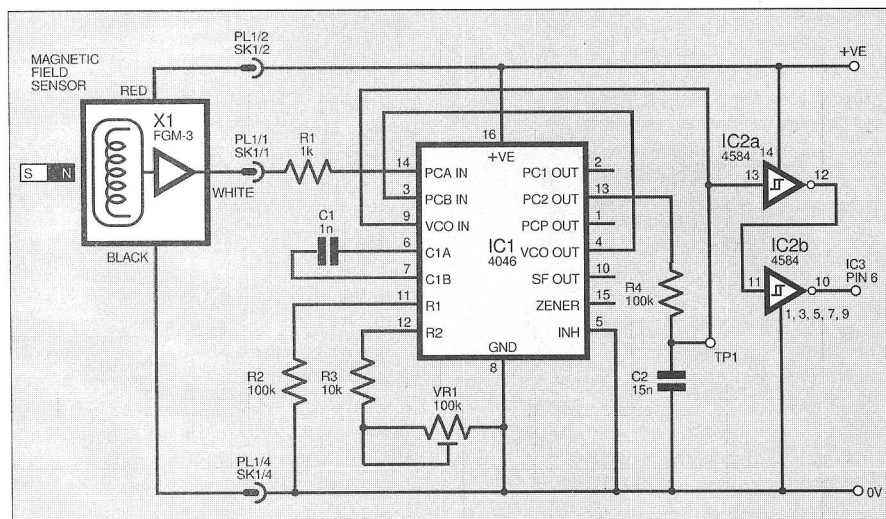 PL1/2
SK1/2
+VE
MAGNETIC
FIELD
SENSOR
RED
X1
FGM-3
S N
PL1/1
SK1/1
WHITE
R1
1k
BLACK
16
+VE
14 PCA IN
3 PCB IN
9 VCO IN
6 C1A
7 C1B
11 R1
12 R2
IC1
4046
PC1 OUT 2
PC2 OUT 13
PCP OUT 1
VCO OUT 4
SF OUT 10
ZENER 15
INH 5
GND
8
C1
1n
R2
100k
R3
10k
VR1
100k
R4
100k
C2
15n
TP1
IC2a
4584
14
13
12
IC2b
4584
11
10
IC3
PIN 6
1, 3, 5, 7, 9
PL1/4
SK1/4
0V